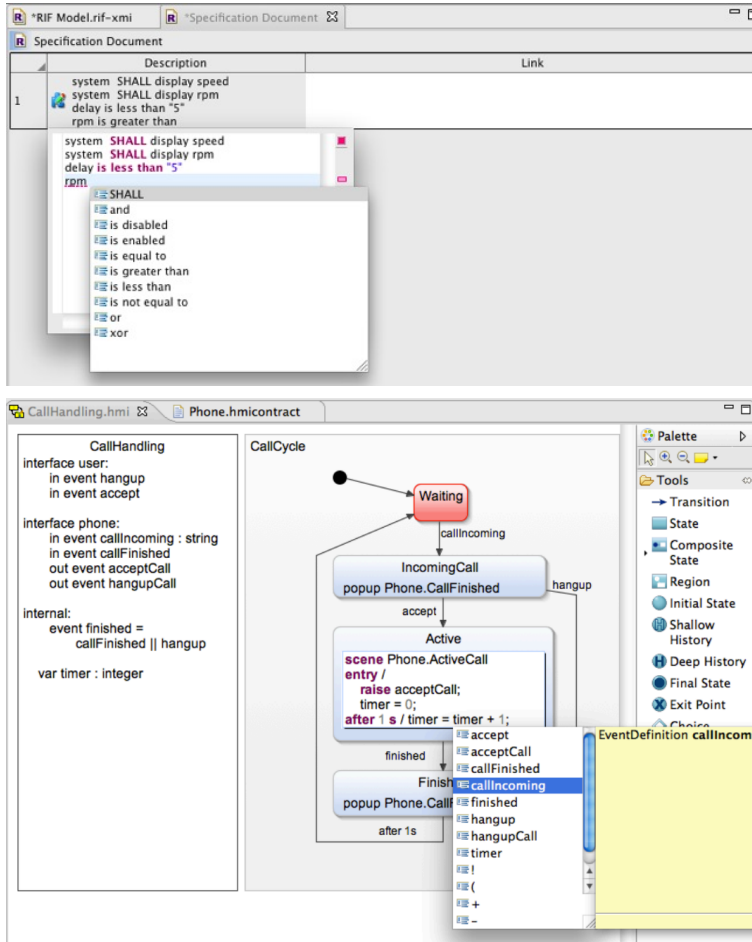 *RIF Model.rif-xmi
*Specification Document
Specification Document
Description
Link
1
system SHALL display speed
system SHALL display rpm
delay is less than "5"
rpm is greater than
system SHALL display speed
system SHALL display rpm
delay is less than "5"
rpm
SHALL
and
is disabled
is enabled
is equal to
is greater than
is less than
is not equal to
or
xor
CallHandling.hmi
Phone.hmicontract
CallHandling
interface user:
in event hangup
in event accept
interface phone:
in event callIncoming : string
in event callFinished
out event acceptCall
out event hangupCall
internal:
event finished =
callFinished || hangup
var timer : integer
CallCycle
Waiting
callIncoming
IncomingCall
popup Phone.CallFinished
hangup
accept
Active
scene Phone.ActiveCall
entry /
raise acceptCall;
timer = 0;
after 1 s / timer = timer + 1;
finished
Finish
popup Phone.CallF
after 1s
accept
acceptCall
callFinished
callIncoming
finished
hangup
hangupCall
timer
!
(
+
-
EventDefinition callIncom
Palette
Tools
Transition
State
Composite
State
Region
Initial State
Shallow
History
Deep History
Final State
Exit Point
Choice